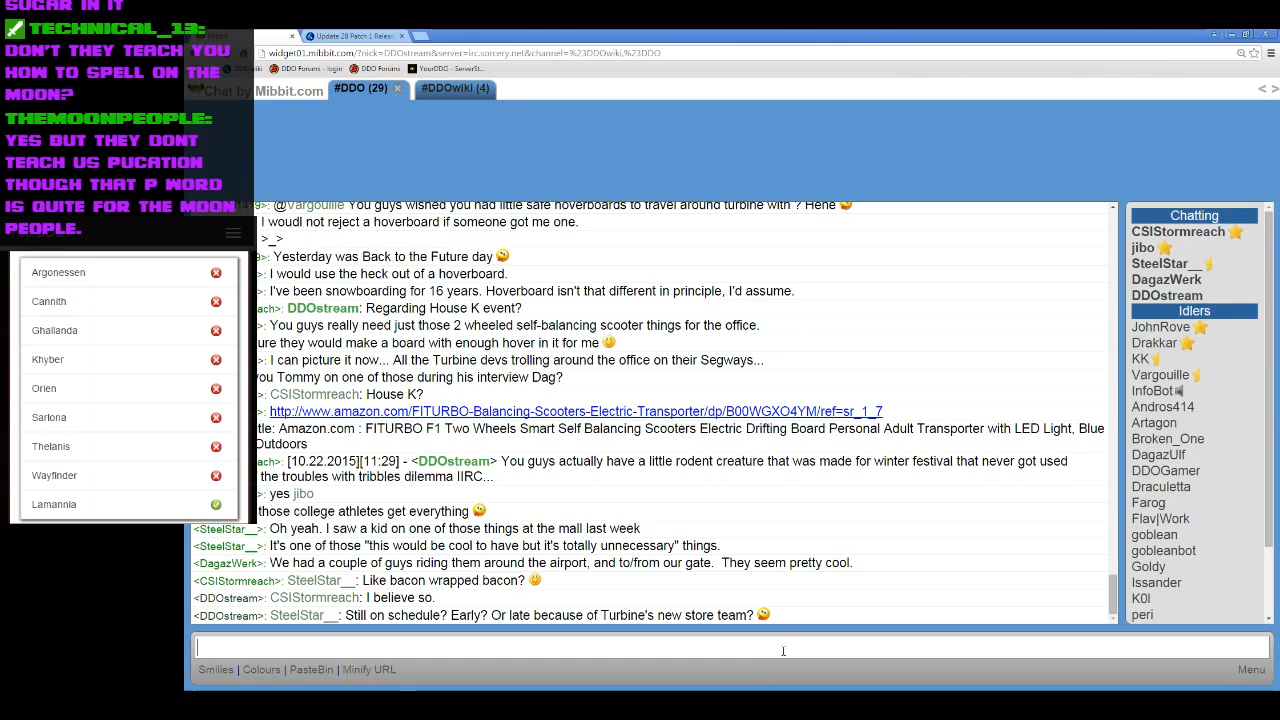 SUGAR IN IT
TECHNICAL_13:
DON'T THEY TEACH YOU
HOW TO SPELL ON THE
MOON?
THEMOONPEOPLE:
YES BUT THEY DONT
TEACH US PUCATION
THOUGH THAT P WORD
IS QUITE FOR THE MOON
PEOPLE.
Argonessen
Cannith
Ghallanda
Khyber
Orien
Sarlona
Thelanis
Wayfinder
Lamannia
Update 28 Patch 1 Relea
widget01.mibbit.com/?nick=DDOstream&server=irc.sorcery.net&channel=%23DDOwiki,%23DDO
DDO Forums - login
DDO Forums
YourDDO - ServerSt...
Chat by Mibbit.com
#DDO (29)
#DDOwiki (4)
@Vargouille You guys wished you had little safe hoverboards to travel around turbine with ? Hehe
I woudl not reject a hoverboard if someone got me one.
>_>
Yesterday was Back to the Future day
I would use the heck out of a hoverboard.
I've been snowboarding for 16 years. Hoverboard isn't that different in principle, I'd assume.
DDOstream: Regarding House K event?
You guys really need just those 2 wheeled self-balancing scooter things for the office.
ure they would make a board with enough hover in it for me
I can picture it now... All the Turbine devs trolling around the office on their Segways...
you Tommy on one of those during his interview Dag?
CSIStormreach: House K?
http://www.amazon.com/FITURBO-Balancing-Scooters-Electric-Transporter/dp/B00WGXO4YM/ref=sr_1_7
tle: Amazon.com : FITURBO F1 Two Wheels Smart Self Balancing Scooters Electric Drifting Board Personal Adult Transporter with LED Light, Blue
Outdoors
ach>: [10.22.2015][11:29] - <DDOstream> You guys actually have a little rodent creature that was made for winter festival that never got used
the troubles with tribbles dilemma IIRC...
yes jibo
those college athletes get everything
<SteelStar__>: Oh yeah. I saw a kid on one of those things at the mall last week
<SteelStar__>: It's one of those "this would be cool to have but it's totally unnecessary" things.
<DagazWerk>: We had a couple of guys riding them around the airport, and to/from our gate. They seem pretty cool.
<CSIStormreach>: SteelStar__: Like bacon wrapped bacon?
<DDOstream>: CSIStormreach: I believe so.
<DDOstream>: SteelStar__: Still on schedule? Early? Or late because of Turbine's new store team?
Smilies | Colours | PasteBin | Minify URL
Menu
Chatting
CSIStormreach
jibo
SteelStar__
DagazWerk
DDOstream
Idlers
JohnRove
Drakkar
KK
Vargouille
InfoBot
Andros414
Artagon
Broken_One
DagazUlf
DDOGamer
Draculetta
Farog
Flav|Work
goblean
gobleanbot
Goldy
Issander
K0l
peri